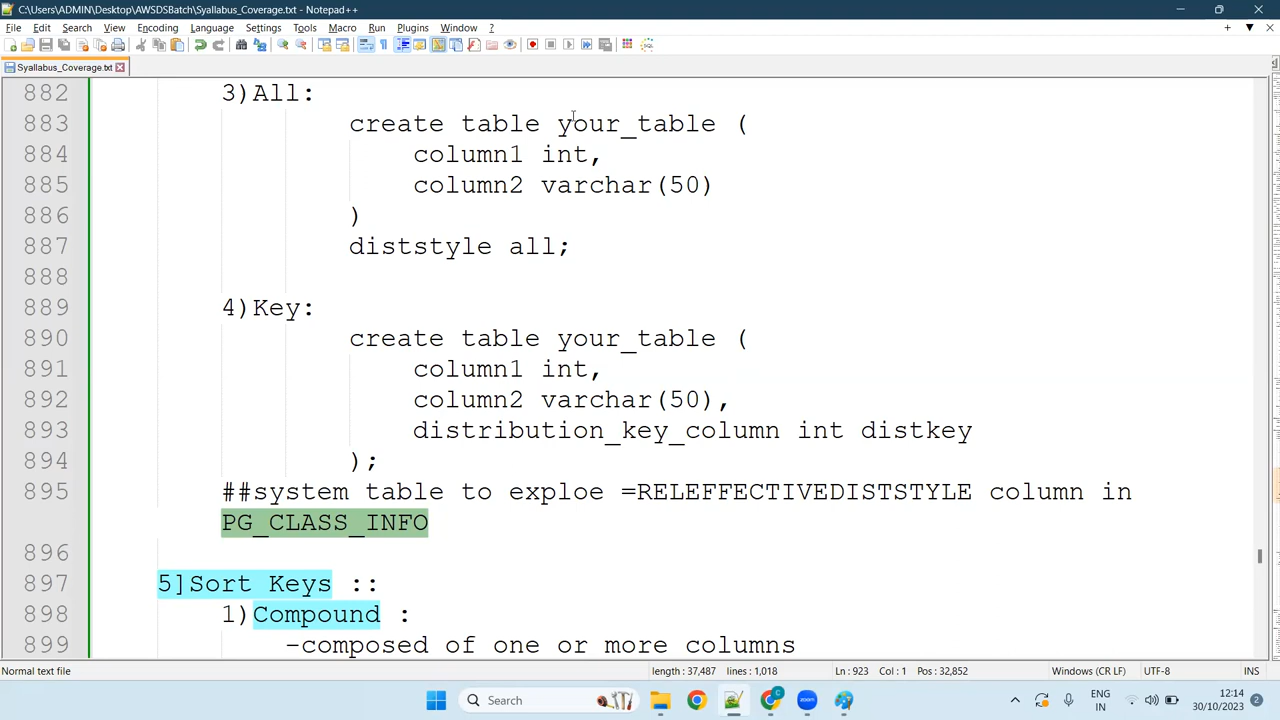 C:\Users\ADMIN\Desktop\AWSDSBatch\Syallabus_Coverage.txt - Notepad++
File Edit Search View Encoding Language Settings Tools Macro Run Plugins Window ?
Syallabus_Coverage.txt
882 3)All:
883 create table your_table (
884 column1 int,
885 column2 varchar(50)
886 )
887 diststyle all;
888
889 4)Key:
890 create table your_table (
891 column1 int,
892 column2 varchar(50),
893 distribution_key_column int distkey
894 );
895 ##system table to exploe =RELEFFECTIVEDISTSTYLE column in
PG_CLASS_INFO
896
897 5]Sort Keys ::
898 1)Compound :
899 -composed of one or more columns
Normal text file length : 37,487 lines : 1,018 Ln : 923 Col : 1 Pos : 32,852 Windows (CR LF) UTF-8 INS
Search ENG IN 12:14 30/10/2023